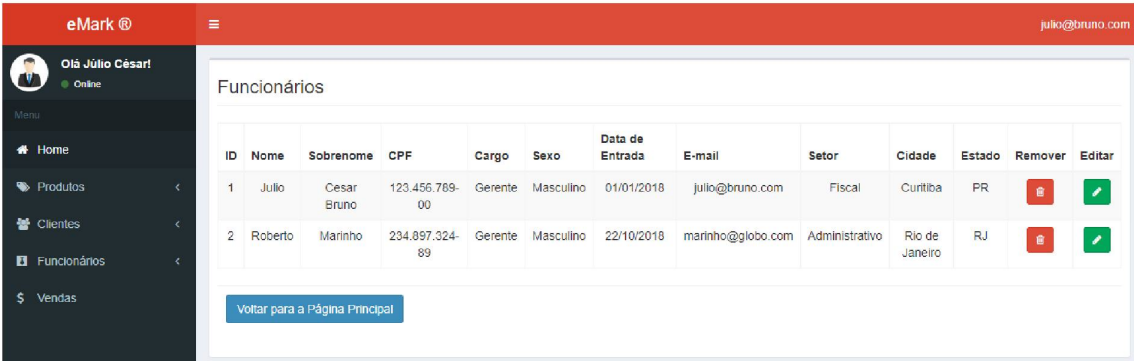 eMark ®
julio@bruno.com
Olá Júlio César!
Online
Menu
Home
Produtos
Clientes
Funcionários
Vendas
Funcionários
ID Nome Sobrenome CPF Cargo Sexo Data de Entrada E-mail Setor Cidade Estado Remover Editar
1 Julio Cesar Bruno 123.456.789-00 Gerente Masculino 01/01/2018 julio@bruno.com Fiscal Curitiba PR
2 Roberto Marinho 234.897.324-89 Gerente Masculino 22/10/2018 marinho@globo.com Administrativo Rio de Janeiro RJ
Voltar para a Página Principal